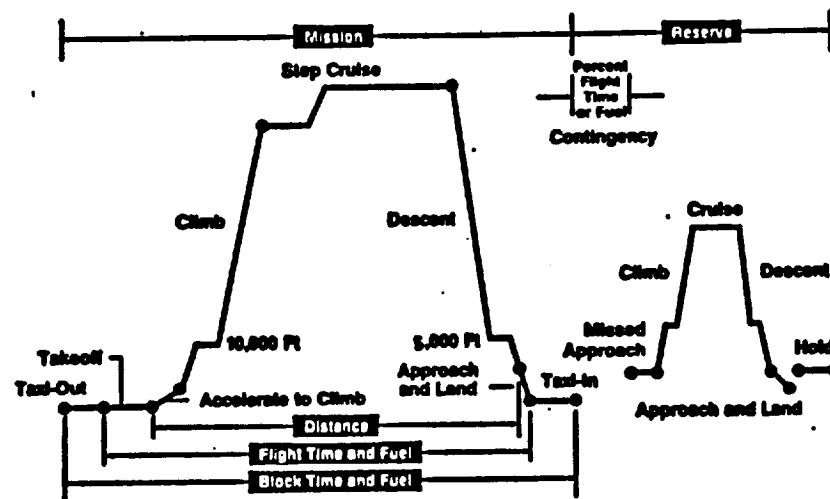 Mission
Reserve
Step Cruise
Percent
Flight
Time
or Fuel
Contingency
Climb
Descent
Cruise
Climb
Descent
10,000 Ft
5,000 Ft
Missed
Approach
Hold
Takeoff
Taxi-Out
Accelerate to Climb
Approach
and Land
Taxi-In
Approach and Land
Distance
Flight Time and Fuel
Block Time and Fuel